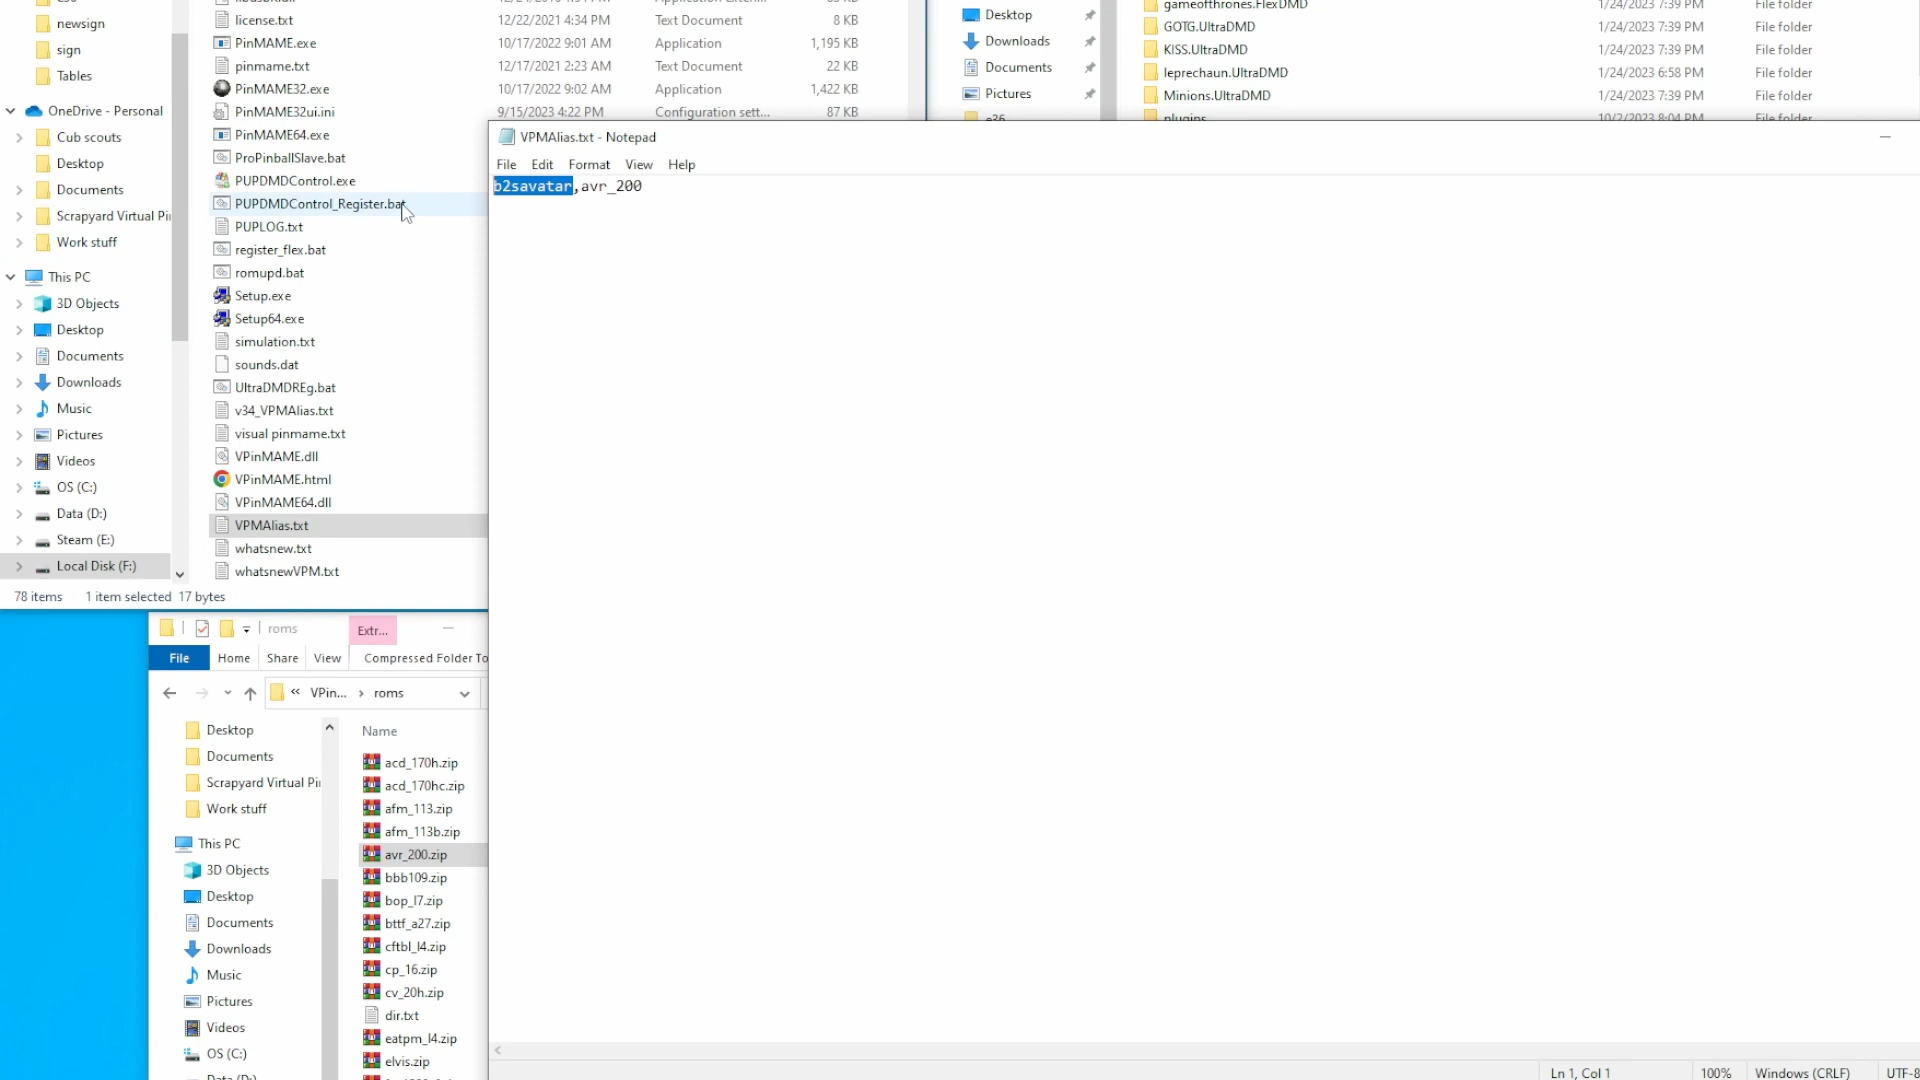 newsign
sign
Tables
OneDrive - Personal
Cub scouts
Desktop
Documents
Scrapyard Virtual Pi
Work stuff
This PC
3D Objects
Desktop
Documents
Downloads
Music
Pictures
Videos
OS (C:)
Data (D:)
Steam (E:)
Local Disk (F:)
78 items 1 item selected 17 bytes
license.txt 12/22/2021 4:34 PM Text Document 8 KB
PinMAME.exe 10/17/2022 9:01 AM Application 1,195 KB
pinmame.txt 12/17/2021 2:23 AM Text Document 22 KB
PinMAME32.exe 10/17/2022 9:02 AM Application 1,422 KB
PinMAME32ui.ini 9/15/2023 4:22 PM Configuration sett... 87 KB
PinMAME64.exe
ProPinballSlave.bat
PUPDMDControl.exe
PUPDMDControl_Register.bat
PUPLOG.txt
register_flex.bat
romupd.bat
Setup.exe
Setup64.exe
simulation.txt
sounds.dat
UltraDMDREg.bat
v34_VPMAlias.txt
visual pinmame.txt
VPinMAME.dll
VPinMAME.html
VPinMAME64.dll
VPMAlias.txt
whatsnew.txt
whatsnewVPM.txt
Desktop
Downloads
Documents
Pictures
gameofthrones.FlexDMD 1/24/2023 7:39 PM File folder
GOTG.UltraDMD 1/24/2023 7:39 PM File folder
KISS.UltraDMD 1/24/2023 7:39 PM File folder
leprechaun.UltraDMD 1/24/2023 6:58 PM File folder
Minions.UltraDMD 1/24/2023 7:39 PM File folder
plugins 10/2/2023 8:04 PM File folder
VPMAlias.txt - Notepad
File Edit Format View Help
b2savatar,avr_200
Ln 1, Col 1 100% Windows (CRLF) UTF-8
roms Extr...
File Home Share View Compressed Folder To
« VPin... › roms
Desktop
Documents
Scrapyard Virtual Pi
Work stuff
This PC
3D Objects
Desktop
Documents
Downloads
Music
Pictures
Videos
OS (C:)
Data (D:)
Name
acd_170h.zip
acd_170hc.zip
afm_113.zip
afm_113b.zip
avr_200.zip
bbb109.zip
bop_l7.zip
bttf_a27.zip
cftbl_l4.zip
cp_16.zip
cv_20h.zip
dir.txt
eatpm_l4.zip
elvis.zip